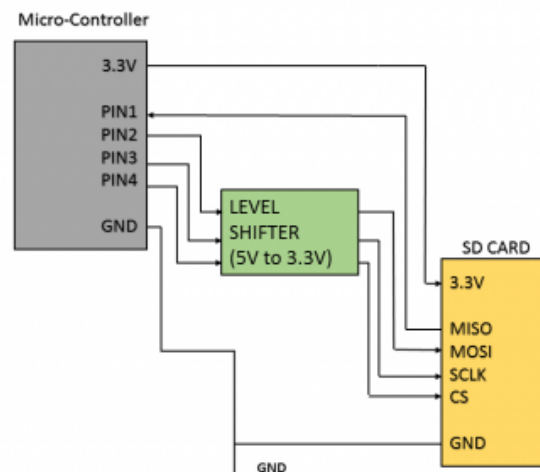 Micro-Controller
3.3V
PIN1
PIN2
PIN3
PIN4
GND
LEVEL
SHIFTER
(5V to 3.3V)
SD CARD
3.3V
MISO
MOSI
SCLK
CS
GND
GND